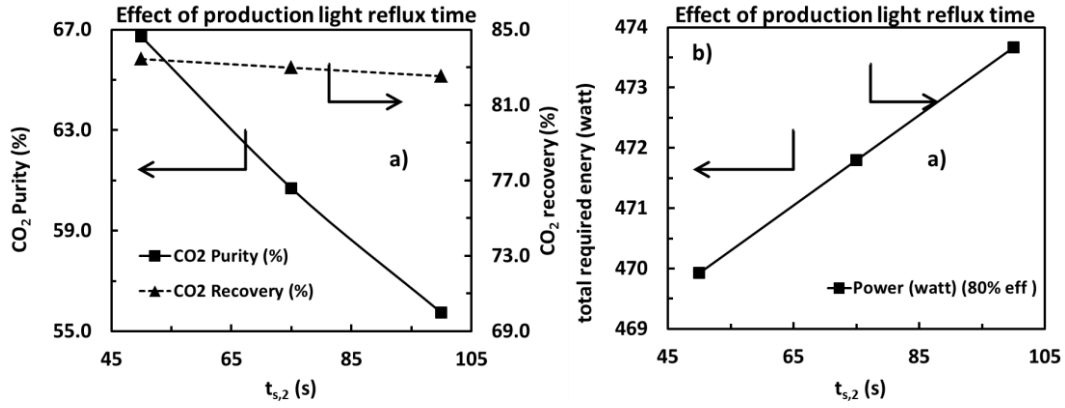 Effect of production light reflux time
67.0
63.0
59.0
55.0
CO2 Purity (%)
85.0
81.0
77.0
73.0
69.0
CO2 recovery (%)
a)
CO2 Purity (%)
CO2 Recovery (%)
45
65
85
105
ts,2 (s)
Effect of production light reflux time
b)
474
473
472
471
470
469
total required enery (watt)
a)
Power (watt) (80% eff )
45
65
85
105
ts,2 (s)